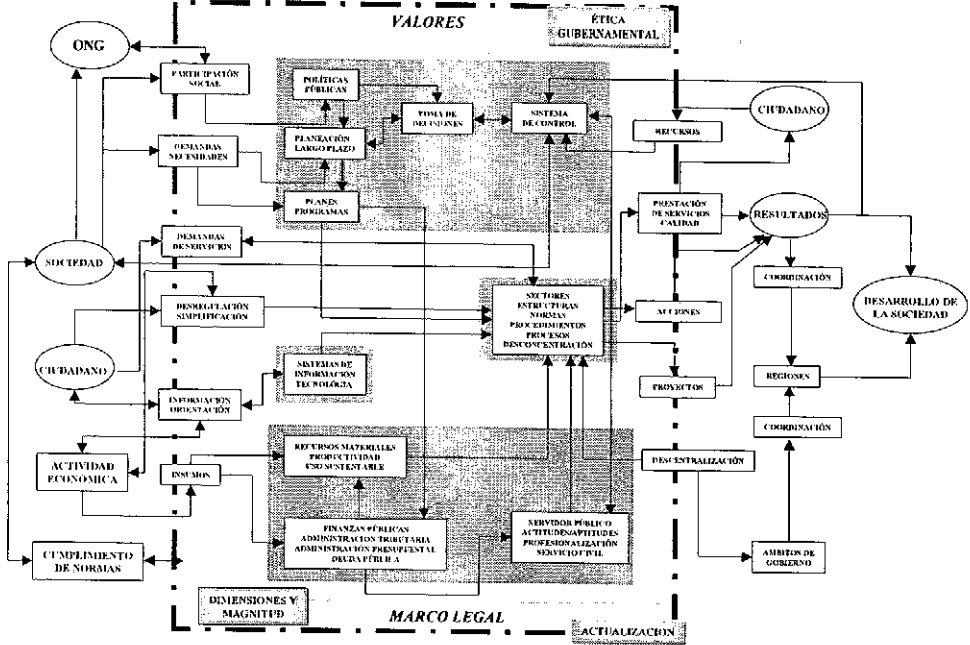 VALORES
ÉTICA
GUBERNAMENTAL
ONG
PARTICIPACIÓN
SOCIAL
POLÍTICAS
PÚBLICAS
TOMA DE
DECISIONES
SISTEMA
DE CONTROL
CIUDADANO
RECURSOS
PLANEACIÓN
LARGO PLAZO
DEMANDAS
NECESIDADES
PLANES
PROGRAMAS
PRESTACIÓN
DE SERVICIOS
CALIDAD
RESULTADOS
DEMANDAS
DE SERVICIOS
SOCIEDAD
COORDINACIÓN
DESREGULACIÓN
SIMPLIFICACIÓN
SECTORES
ESTRUCTURAS
NORMAS
PROCEDIMIENTOS
PROCESOS
DESCONCENTRACIÓN
ACCIONES
DESARROLLO DE
LA SOCIEDAD
CIUDADANO
SISTEMAS DE
INFORMACIÓN
TECNOLOGÍA
PROYECTOS
REGIONES
INFORMACIÓN
ORIENTACIÓN
COORDINACIÓN
RECURSOS MATERIALES
PRODUCTIVIDAD
USO SUSTENTABLE
ACTIVIDAD
ECONÓMICA
INSUMOS
DESCENTRALIZACIÓN
FINANZAS PÚBLICAS
ADMINISTRACION TRIBUTARIA
ADMINISTRACIÓN PRESUPUESTAL
DEUDA PÚBLICA
SERVIDOR PÚBLICO
ACTITUDES/APTITUDES
PROFESIONALIZACIÓN
SERVICIO CIVIL
CUMPLIMIENTO
DE NORMAS
AMBITOS DE
GOBIERNO
DIMENSIONES Y
MAGNITUD
MARCO LEGAL
ACTUALIZACION